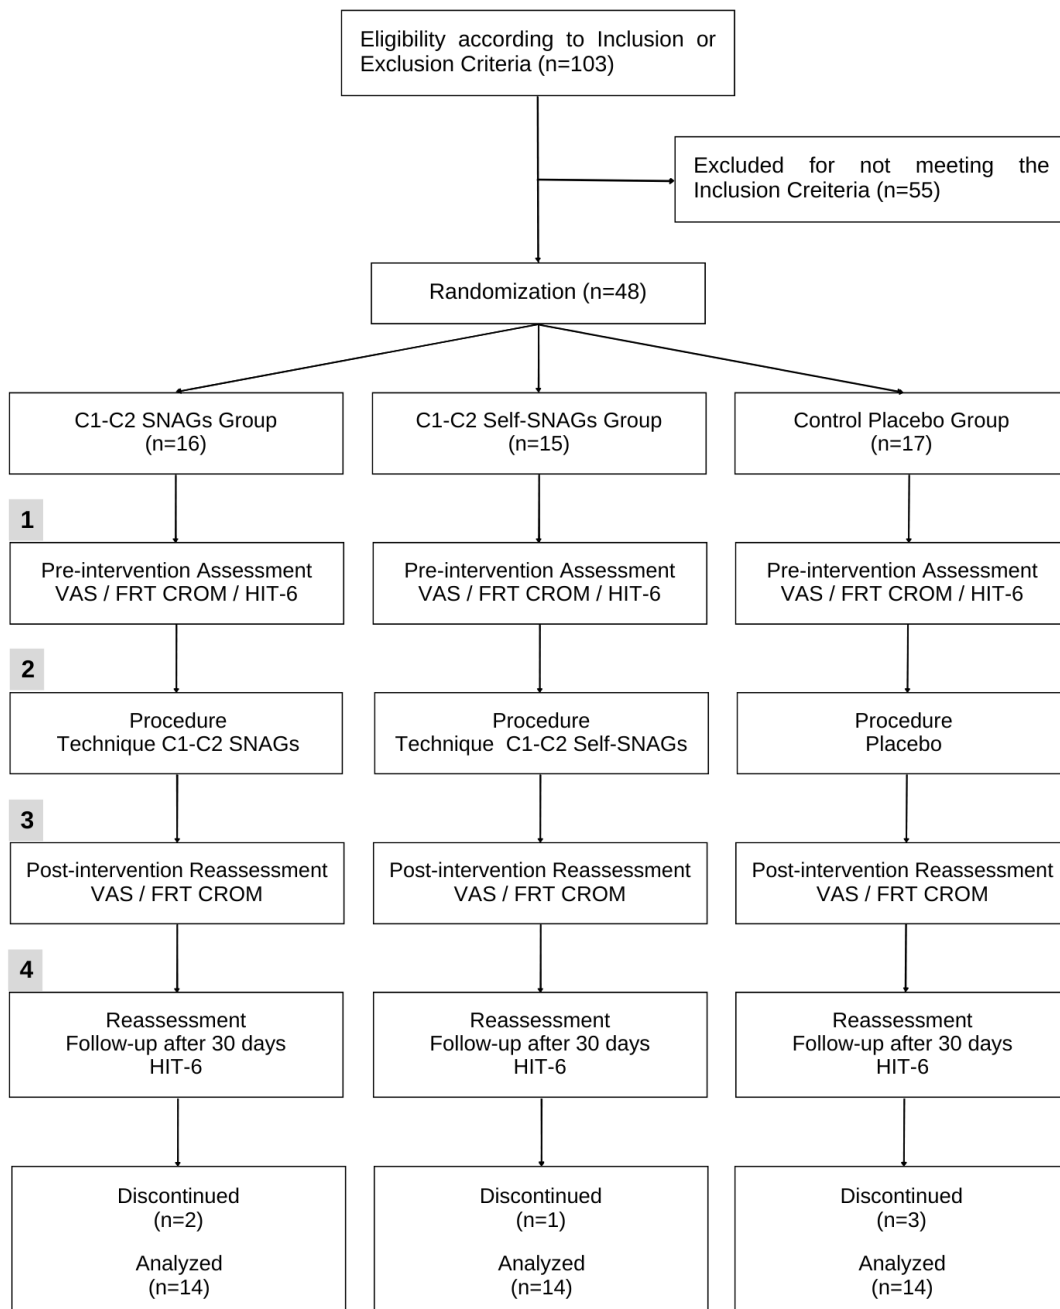 Eligibility according to Inclusion or
Exclusion Criteria (n=103)
Excluded for not meeting the
Inclusion Creiteria (n=55)
Randomization (n=48)
C1-C2 SNAGs Group
(n=16)
C1-C2 Self-SNAGs Group
(n=15)
Control Placebo Group
(n=17)
1
Pre-intervention Assessment
VAS / FRT CROM / HIT-6
Pre-intervention Assessment
VAS / FRT CROM / HIT-6
Pre-intervention Assessment
VAS / FRT CROM / HIT-6
2
Procedure
Technique C1-C2 SNAGs
Procedure
Technique  C1-C2 Self-SNAGs
Procedure
Placebo
3
Post-intervention Reassessment
VAS / FRT CROM
Post-intervention Reassessment
VAS / FRT CROM
Post-intervention Reassessment
VAS / FRT CROM
4
Reassessment
Follow-up after 30 days
HIT-6
Reassessment
Follow-up after 30 days
HIT-6
Reassessment
Follow-up after 30 days
HIT-6
Discontinued
(n=2)
Analyzed
(n=14)
Discontinued
(n=1)
Analyzed
(n=14)
Discontinued
(n=3)
Analyzed
(n=14)